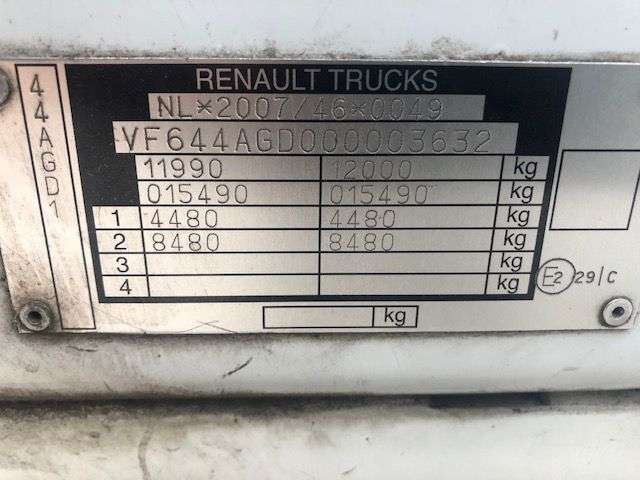 RENAULT TRUCKS
NL*2007/46*0049
VF644AGD000003632
11990 12000 kg
015490 015490 kg
1 4480 4480 kg
2 8480 8480 kg
3 kg
4 kg
kg
44AGD1
E2 29/C